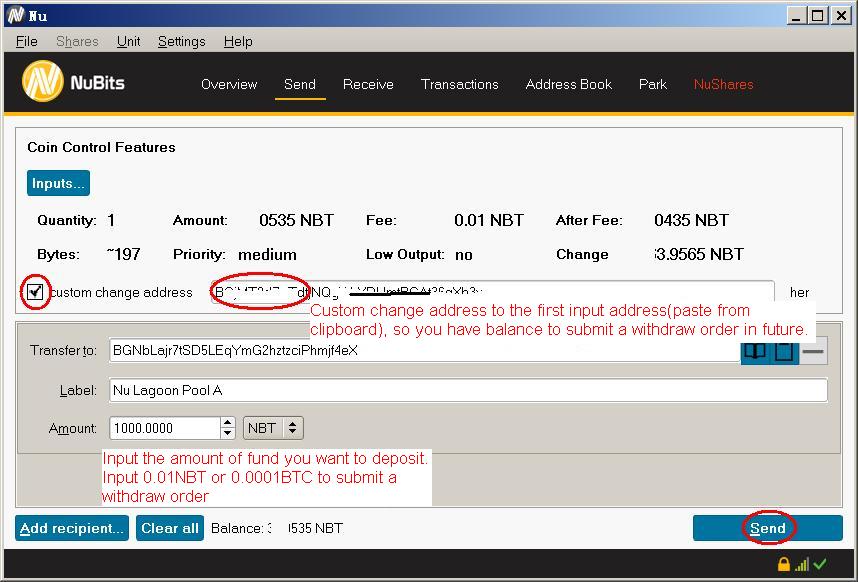 Nu
File Shares Unit Settings Help
NuBits Overview Send Receive Transactions Address Book Park NuShares
Coin Control Features
Inputs...
Quantity: 1 Amount: 0535 NBT Fee: 0.01 NBT After Fee: 0435 NBT
Bytes: ~197 Priority: medium Low Output: no Change 3.9565 NBT
custom change address
Custom change address to the first input address(paste from
clipboard), so you have balance to submit a withdraw order in future.
Transfer to: BGNbLajr7tSD5LEqYmG2hztzciPhmjf4eX
Label: Nu Lagoon Pool A
Amount: 1000.0000 NBT
Input the amount of fund you want to deposit.
Input 0.01NBT or 0.0001BTC to submit a
withdraw order
Add recipient... Clear all Balance: 0535 NBT Send